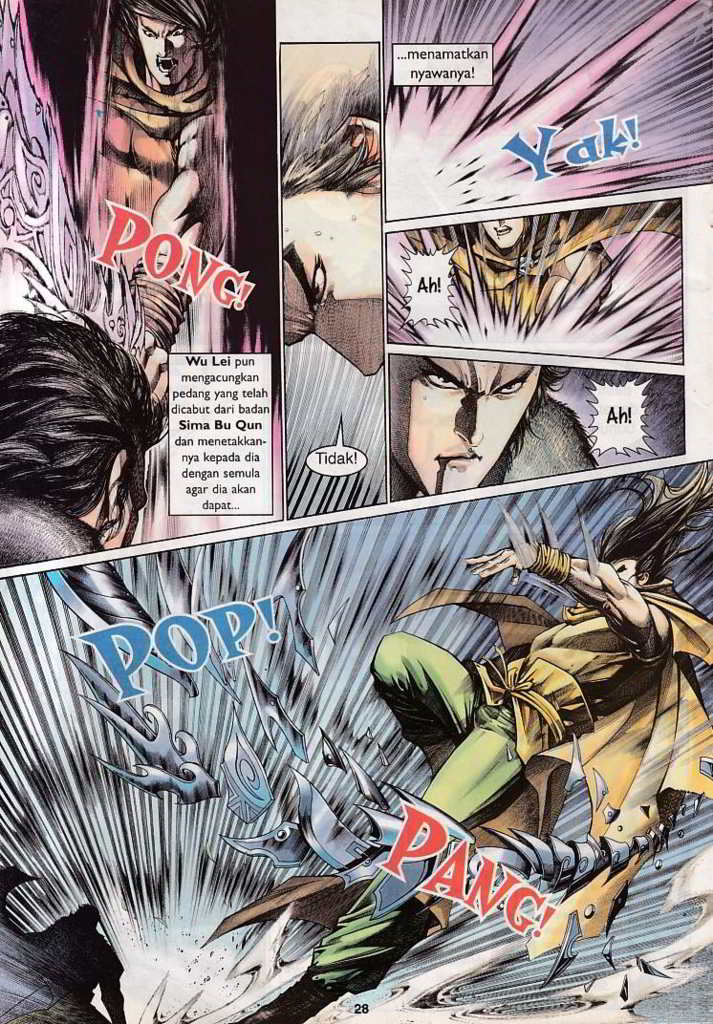 PONG!
Wu Lei pun
mengacungkan
pedang yang telah
dicabut dari badan
Sima Bu Qun
dan menetakkan-
nya kepada dia
dengan semula
agar dia akan
dapat...
Tidak!
...menamatkan
nyawanya!
Yak!
Ah!
Ah!
POP!
PANG!
28